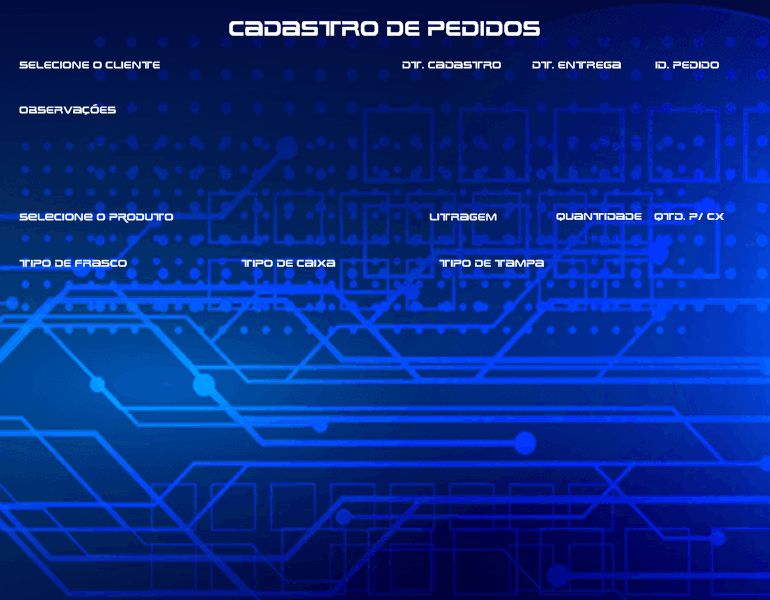 CADASTRO DE PEDIDOS
SELECIONE O CLIENTE DT. CADASTRO DT. ENTREGA ID. PEDIDO
OBSERVAÇÕES
SELECIONE O PRODUTO LITRAGEM QUANTIDADE QTD. P/ CX
TIPO DE FRASCO TIPO DE CAIXA TIPO DE TAMPA